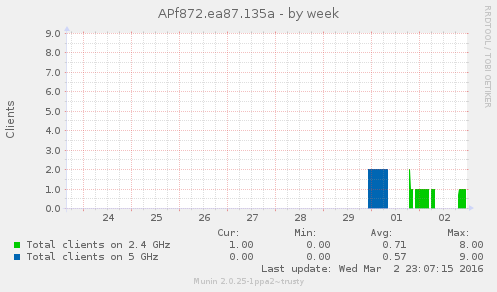 APf872.ea87.135a - by week
RRDTOOL / TOBI OETIKER
Clients
9.0
8.0
7.0
6.0
5.0
4.0
3.0
2.0
1.0
0.0
24 25 26 27 28 29 01 02
Cur: Min: Avg: Max:
Total clients on 2.4 GHz 1.00 0.00 0.71 8.00
Total clients on 5 GHz 0.00 0.00 0.57 9.00
Last update: Wed Mar 2 23:07:15 2016
Munin 2.0.25-1ppa2~trusty